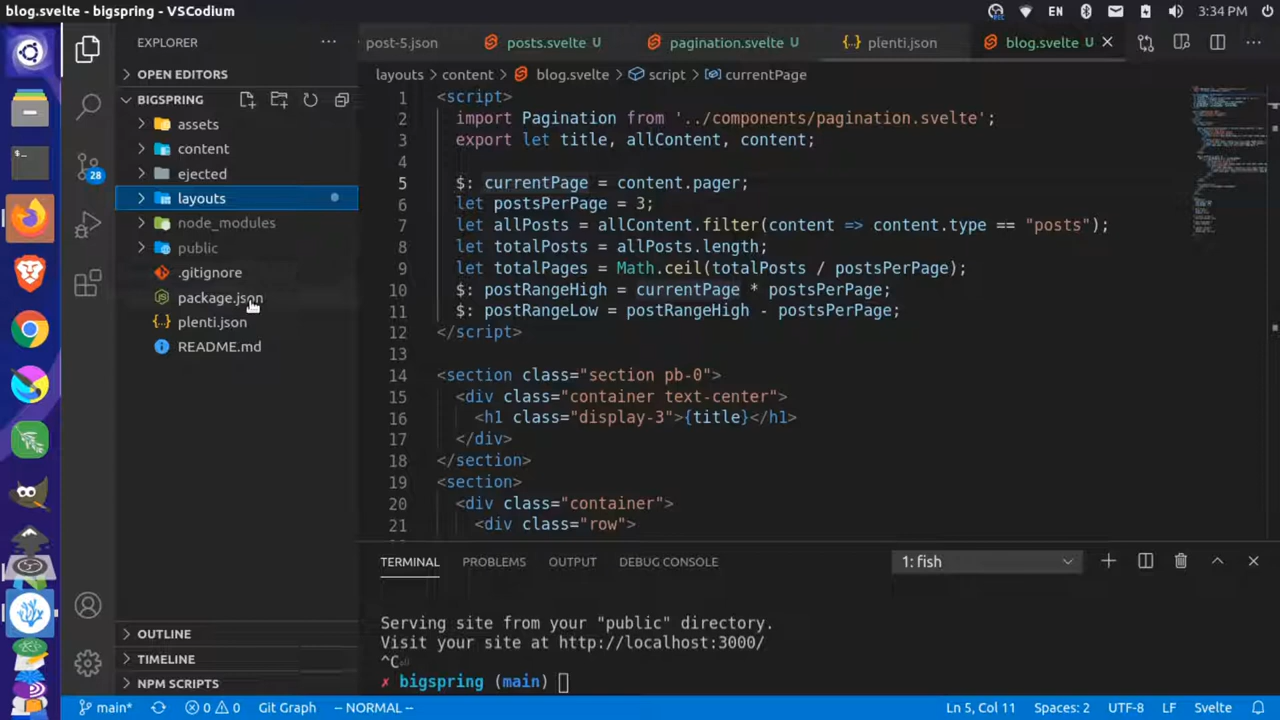 blog.svelte - bigspring - VSCodium
EN
3:34 PM
EXPLORER
post-5.json
posts.svelte U
pagination.svelte U
plenti.json
blog.svelte U
OPEN EDITORS
BIGSPRING
assets
content
ejected
layouts
node_modules
public
.gitignore
package.json
plenti.json
README.md
28
OUTLINE
TIMELINE
NPM SCRIPTS
layouts > content > blog.svelte > script > currentPage
1 <script>
2 import Pagination from '../components/pagination.svelte';
3 export let title, allContent, content;
4
5 $: currentPage = content.pager;
6 let postsPerPage = 3;
7 let allPosts = allContent.filter(content => content.type == "posts");
8 let totalPosts = allPosts.length;
9 let totalPages = Math.ceil(totalPosts / postsPerPage);
10 $: postRangeHigh = currentPage * postsPerPage;
11 $: postRangeLow = postRangeHigh - postsPerPage;
12 </script>
13
14 <section class="section pb-0">
15 <div class="container text-center">
16 <h1 class="display-3">{title}</h1>
17 </div>
18 </section>
19 <section>
20 <div class="container">
21 <div class="row">
TERMINAL PROBLEMS OUTPUT DEBUG CONSOLE
1: fish
Serving site from your "public" directory.
Visit your site at http://localhost:3000/
^C⏎
✗ bigspring (main)
main* 0 0 Git Graph -- NORMAL -- Ln 5, Col 11 Spaces: 2 UTF-8 LF Svelte